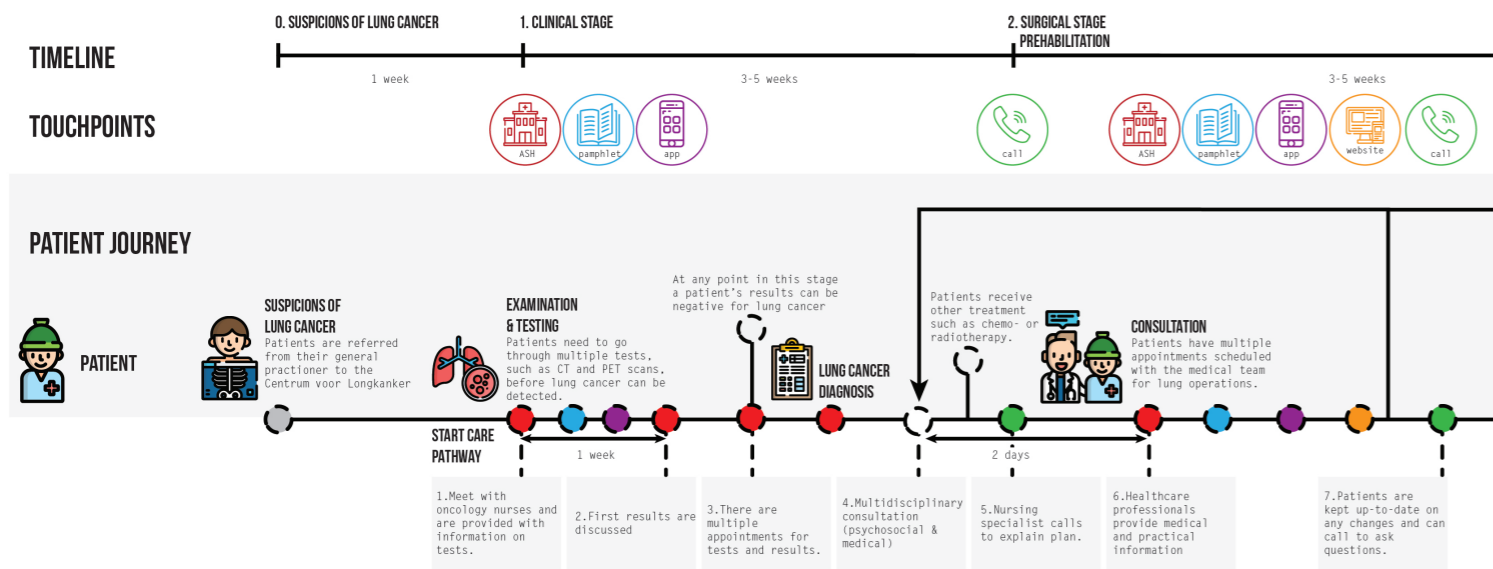 0. SUSPICIONS OF LUNG CANCER
1. CLINICAL STAGE
2. SURGICAL STAGE
PREHABILITATION
TIMELINE
1 week
3-5 weeks
3-5 weeks
TOUCHPOINTS
ASH
pamphlet
app
call
ASH
pamphlet
app
website
call
PATIENT JOURNEY
PATIENT
SUSPICIONS OF
LUNG CANCER
Patients are referred
from their general
practioner to the
Centrum voor Longkanker
EXAMINATION
& TESTING
Patients need to go
through multiple tests,
such as CT and PET scans,
before lung cancer can be
detected.
At any point in this stage
a patient's results can be
negative for lung cancer
LUNG CANCER
DIAGNOSIS
Patients receive
other treatment
such as chemo- or
radiotherapy.
CONSULTATION
Patients have multiple
appointments scheduled
with the medical team
for lung operations.
START CARE
PATHWAY
1 week
2 days
1.Meet with
oncology nurses and
are provided with
information on
tests.
2.First results are
discussed
3.There are
multiple
appointments for
tests and results.
4.Multidisciplinary
consultation
(psychosocial &
medical)
5.Nursing
specialist calls
to explain plan.
6.Healthcare
professionals
provide medical
and practical
information
7.Patients are
kept up-to-date on
any changes and can
call to ask
questions.